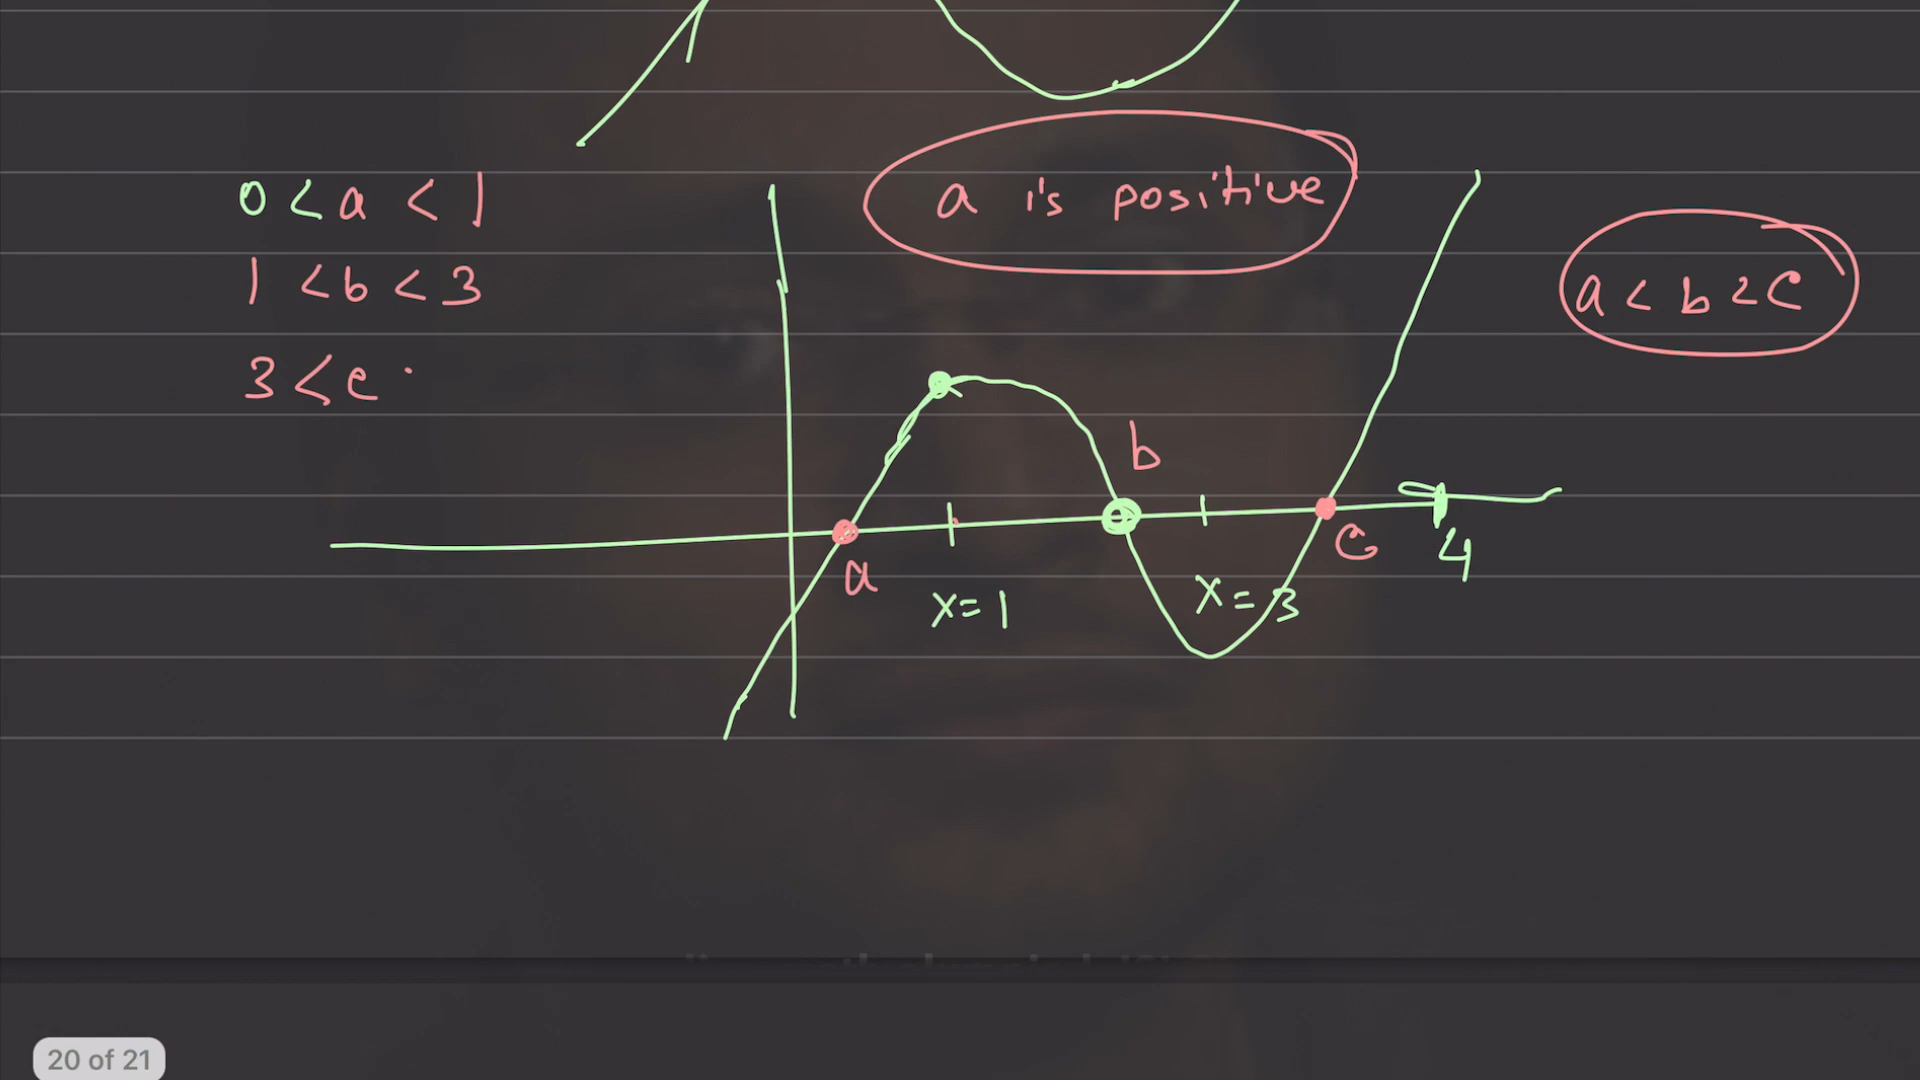 0 < a < 1
a is positive
1 < b < 3
a < b < c
3 < c
b
a
c
4
x = 1
x = 3
20 of 21